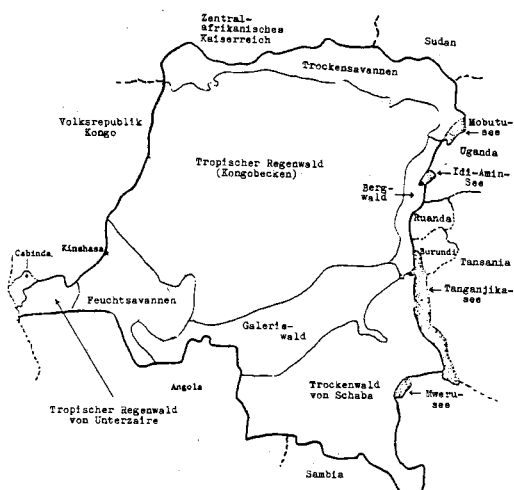 Zentral-
afrikanisches
Kaiserreich
Sudan
Trockensavannen
Volksrepublik
Kongo
Mobutu-
see
Uganda
Tropischer Regenwald
(Kongobecken)
Idi-Amin-
See
Berg-
wald
Ruanda
Cabinda
Kinshasa
Burundi
Tansania
Feuchtsavannen
Tanganjika-
see
Galerie-
wald
Angola
Trockenwald
von Schaba
Tropischer Regenwald
von Unterzaire
Mweru-
see
Sambia